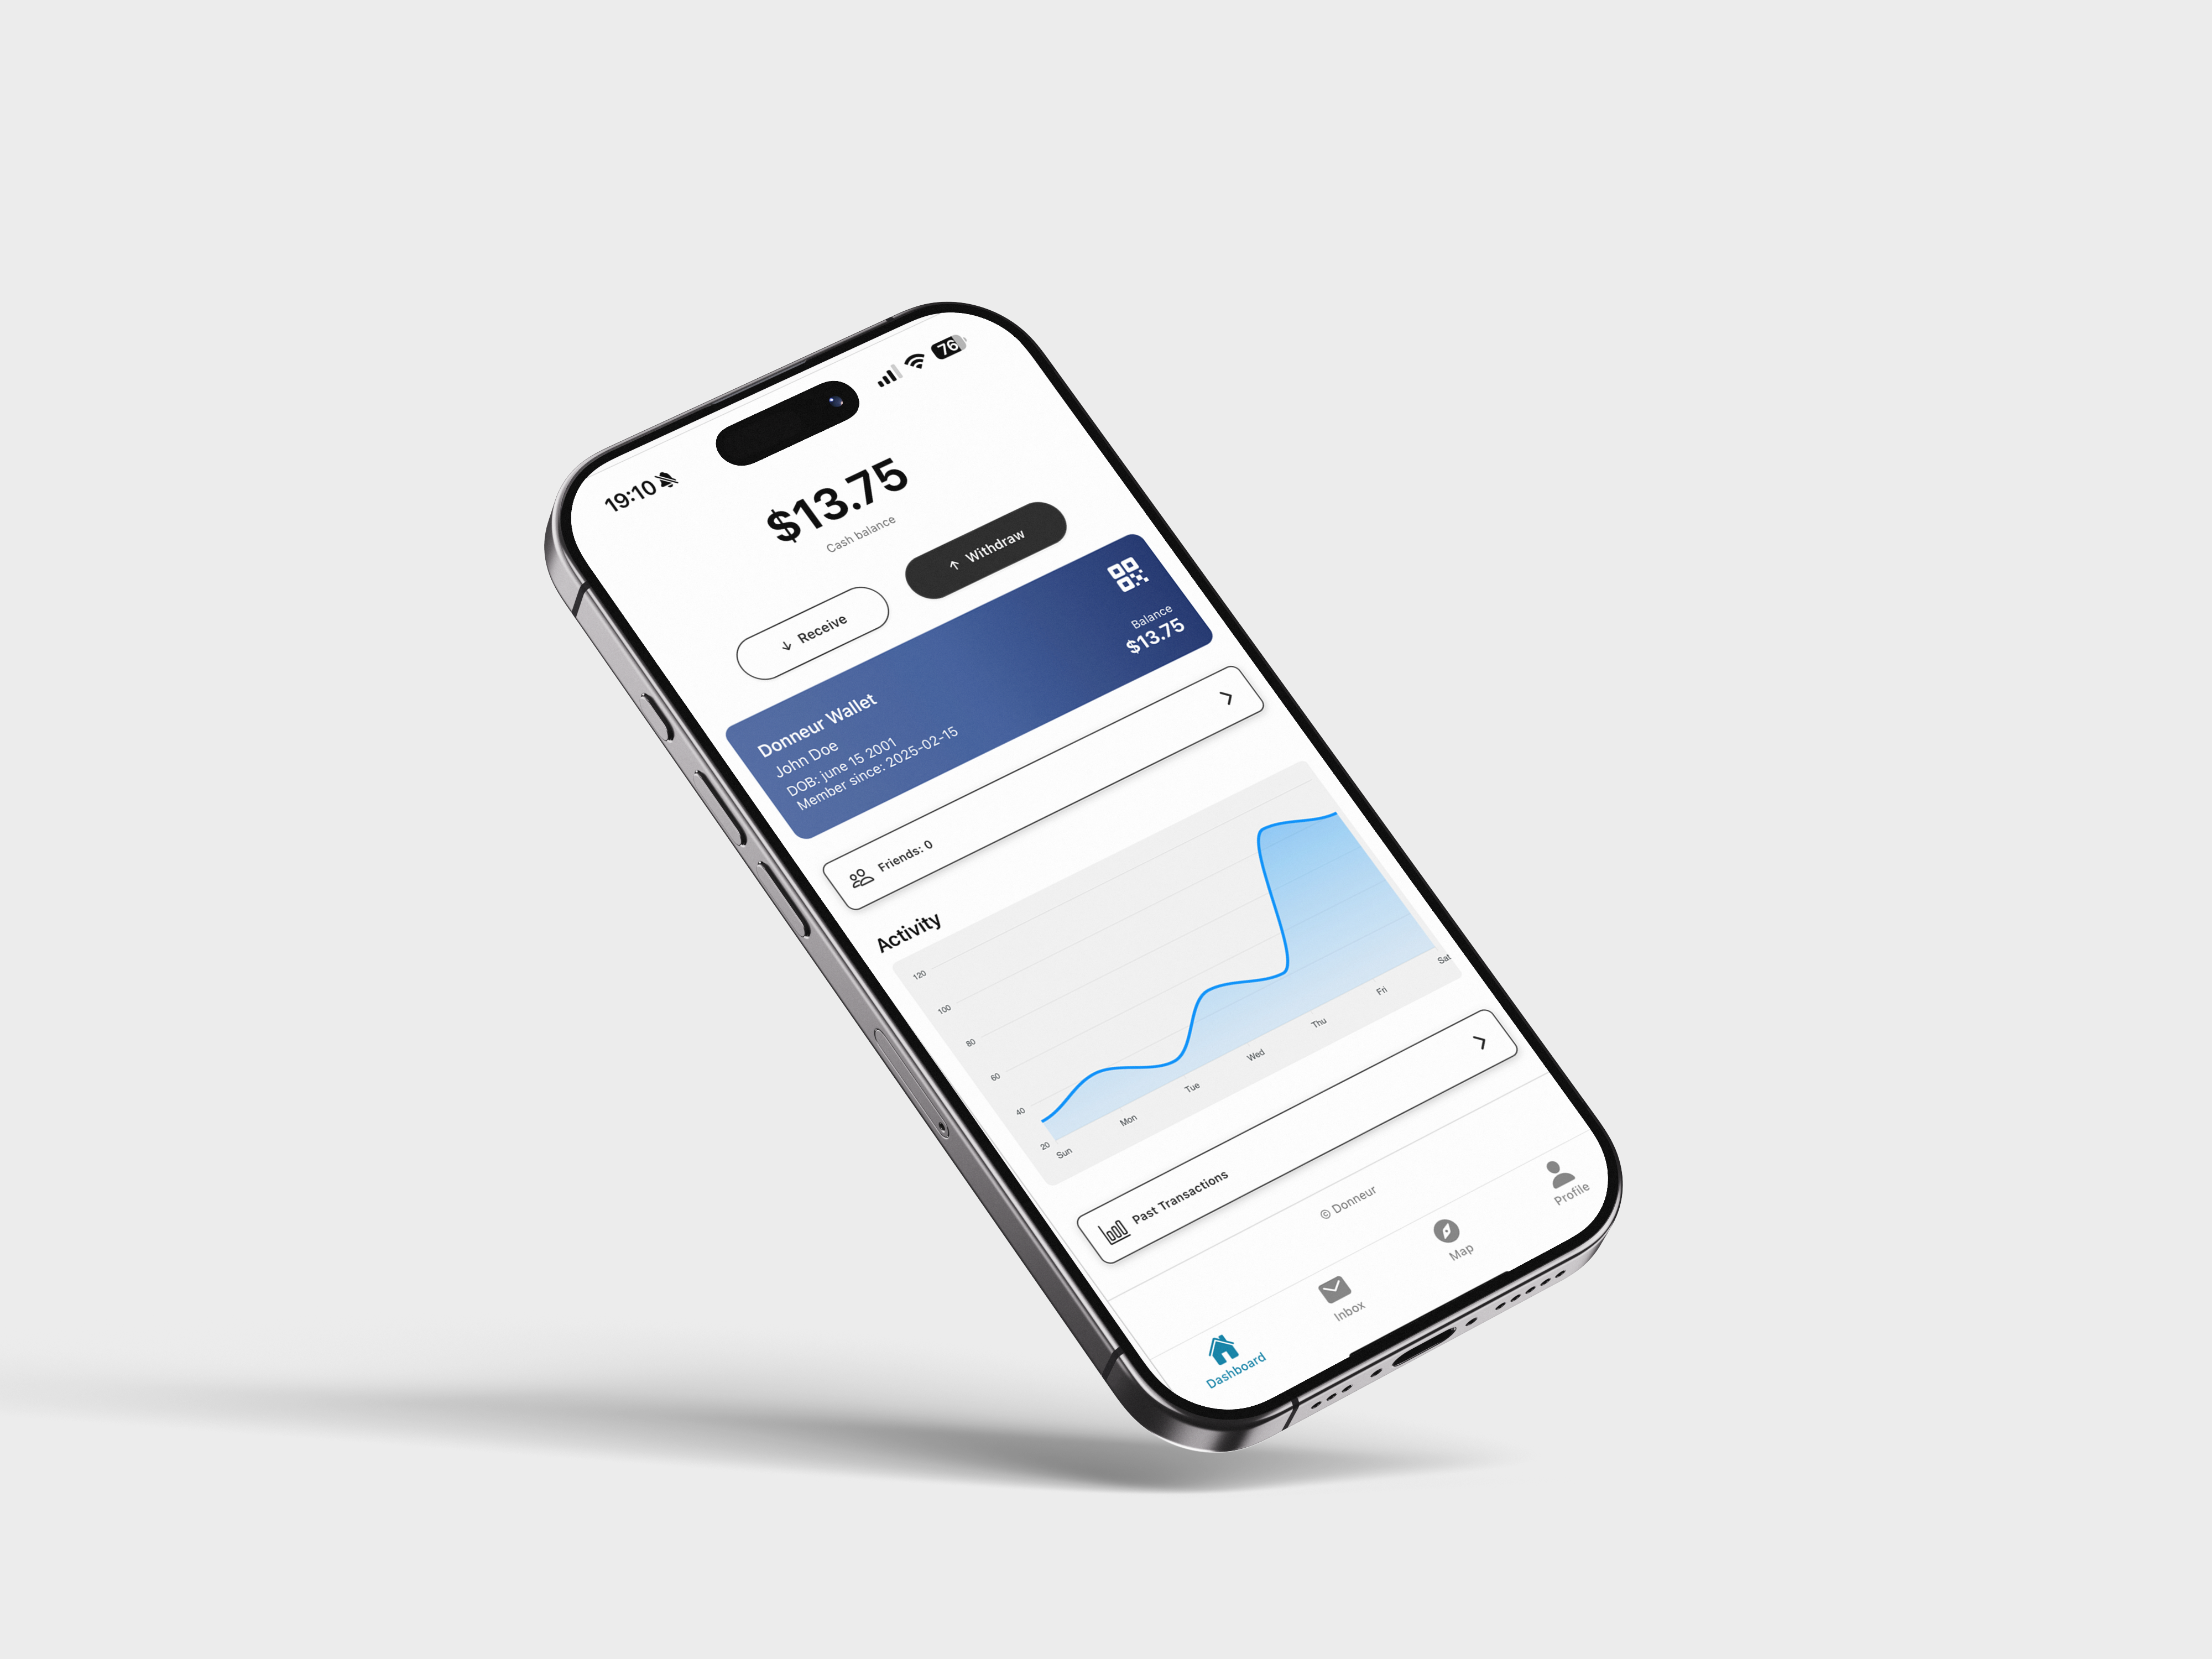 19:10
76
$13.75
Cash balance
↓ Receive
↑ Withdraw
Donneur Wallet
John Doe
DOB: june 15 2001
Member since: 2025-02-15
Balance
$13.75
Friends: 0
Activity
120
100
80
60
40
20
Sun Mon Tue Wed Thu Fri Sat
Past Transactions
© Donneur
Dashboard Inbox Map Profile